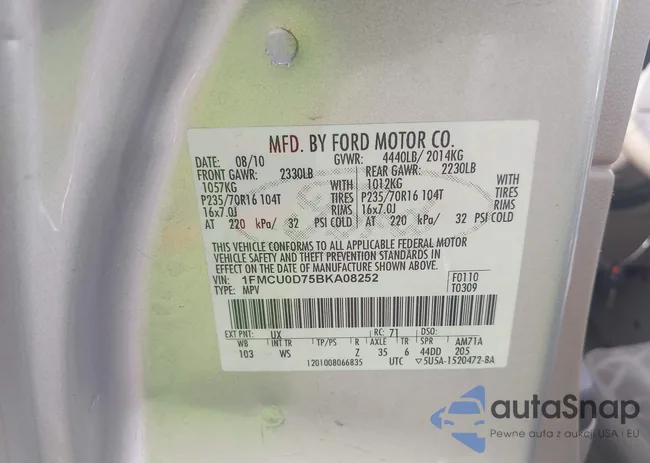 MFD. BY FORD MOTOR CO.
DATE: 08/10 GVWR: 4440LB/ 2014KG
FRONT GAWR: 2330LB REAR GAWR: 2230LB
1057KG WITH 1012KG WITH
P235/70R16 104T TIRES P235/70R16 104T TIRES
16x7.0J RIMS 16x7.0J RIMS
AT 220 kPa/ 32 PSI COLD AT 220 kPa/ 32 PSI COLD
THIS VEHICLE CONFORMS TO ALL APPLICABLE FEDERAL MOTOR
VEHICLE SAFETY AND THEFT PREVENTION STANDARDS IN
EFFECT ON THE DATE OF MANUFACTURE SHOWN ABOVE.
VIN: 1FMCU0D75BKA08252 F0110
TYPE: MPV T0309
EXT PNT: UX RC: 71 DSO:
WB INT TR TP/PS R AXLE TR SPR AM71A
103 WS Z 35 6 44DD 205
1201008066835 UTC ▽5U5A-1520472-BA
autaSnap
Pewne auta z aukcji USA i EU